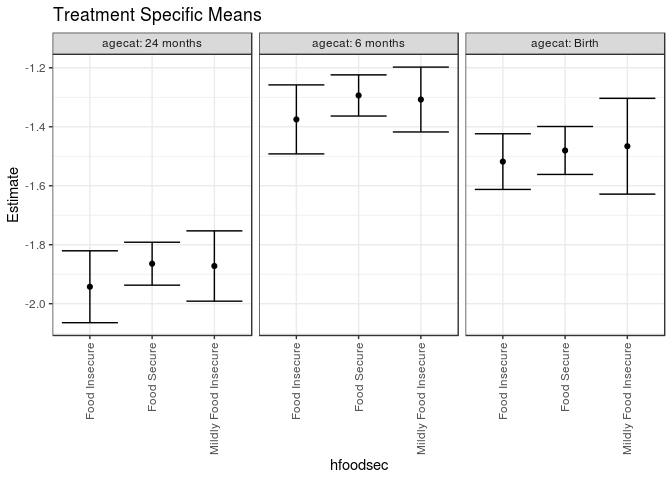 Treatment Specific Means
agecat: 24 months
agecat: 6 months
agecat: Birth
Estimate
-1.2
-1.4
-1.6
-1.8
-2.0
Food Insecure
Food Secure
Mildly Food Insecure
Food Insecure
Food Secure
Mildly Food Insecure
Food Insecure
Food Secure
Mildly Food Insecure
hfoodsec